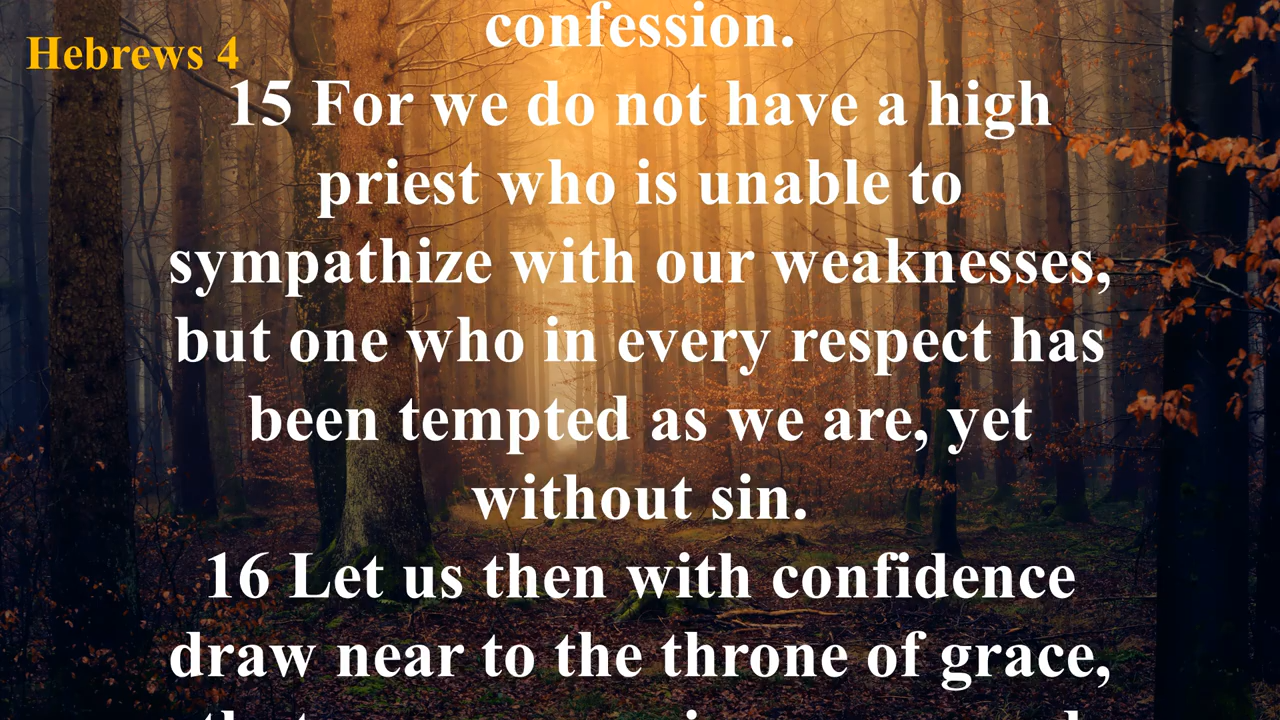 confession.
Hebrews 4
15 For we do not have a high
priest who is unable to
sympathize with our weaknesses,
but one who in every respect has
been tempted as we are, yet
without sin.
16 Let us then with confidence
draw near to the throne of grace,